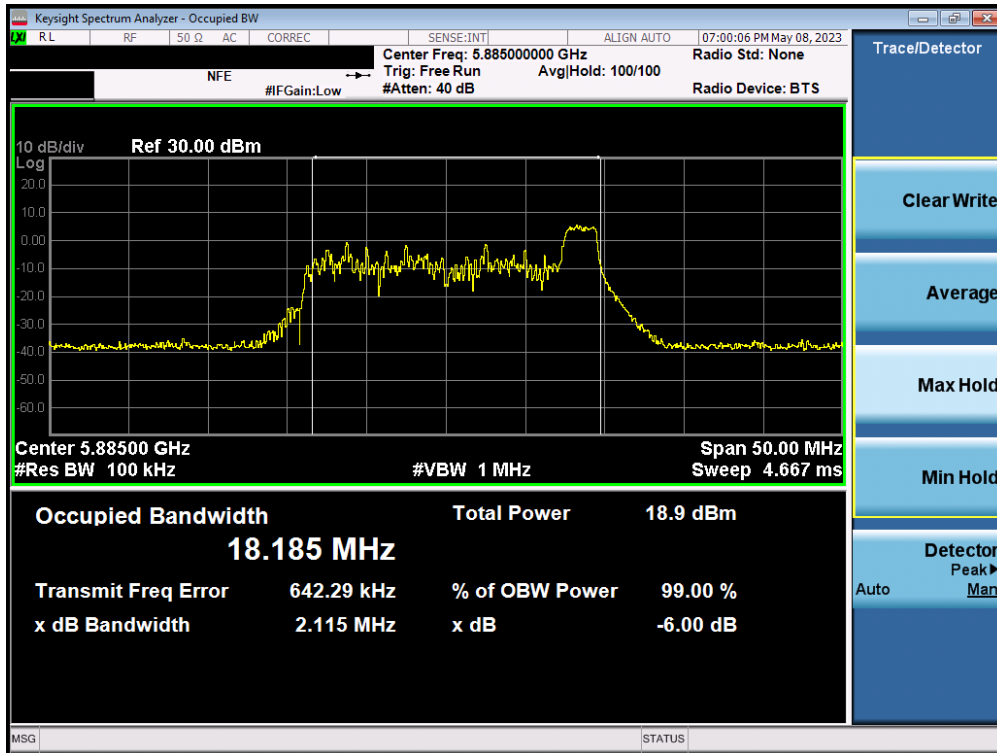 Keysight Spectrum Analyzer - Occupied BW
LXI RL RF 50 Ω AC CORREC SENSE:INT ALIGN AUTO 07:00:06 PM May 08, 2023
Center Freq: 5.885000000 GHz Radio Std: None
NFE Trig: Free Run Avg|Hold: 100/100
#IFGain:Low #Atten: 40 dB Radio Device: BTS
10 dB/div Ref 30.00 dBm
Log
20.0
10.0
0.00
-10.0
-20.0
-30.0
-40.0
-50.0
-60.0
Center 5.88500 GHz Span 50.00 MHz
#Res BW 100 kHz #VBW 1 MHz Sweep 4.667 ms
Occupied Bandwidth Total Power 18.9 dBm
18.185 MHz
Transmit Freq Error 642.29 kHz % of OBW Power 99.00 %
x dB Bandwidth 2.115 MHz x dB -6.00 dB
MSG STATUS
Trace/Detector
Clear Write
Average
Max Hold
Min Hold
Detector
Peak▶
Auto Man